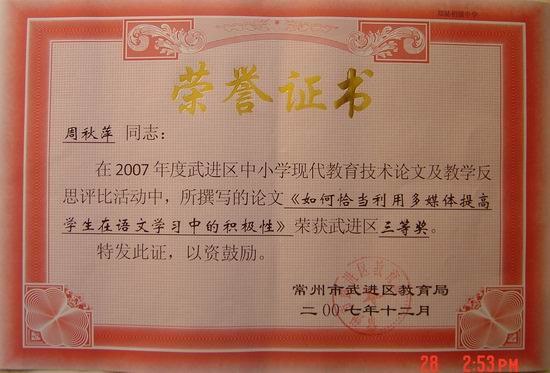 荣誉证书
周秋萍 同志：
在2007年度武进区中小学现代教育技术论文及教学反
思评比活动中，所撰写的论文《如何恰当利用多媒体提高
学生在语文学习中的积极性》荣获武进区三等奖。
特发此证，以资鼓励。
常州市武进区教育局
二00七年十二月
28 2:53PM